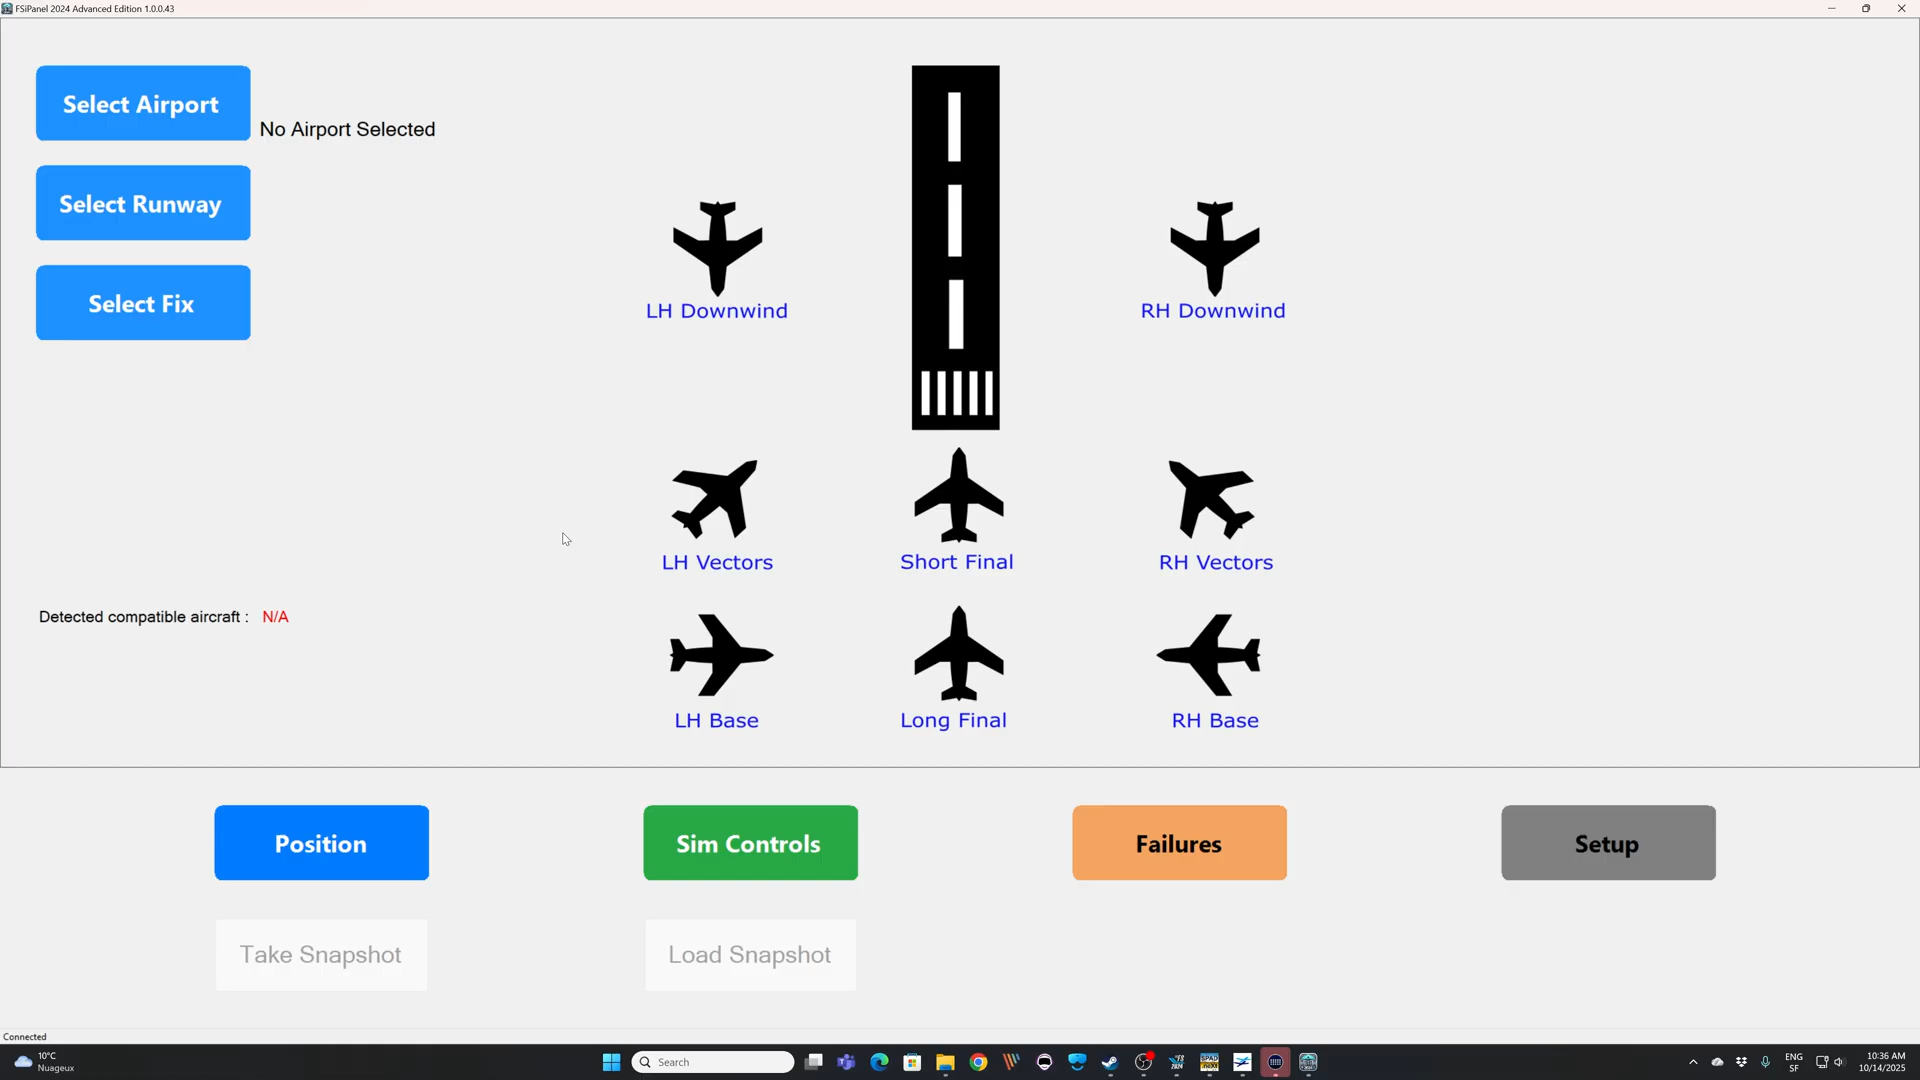 FSiPanel 2024 Advanced Edition 1.0.0.43
Select Airport
No Airport Selected
Select Runway
Select Fix
LH Downwind
RH Downwind
LH Vectors
Short Final
RH Vectors
Detected compatible aircraft : N/A
LH Base
Long Final
RH Base
Position
Sim Controls
Failures
Setup
Take Snapshot
Load Snapshot
Connected
10°C
Nuageux
Search
ENG
SF
10:36 AM
10/14/2025